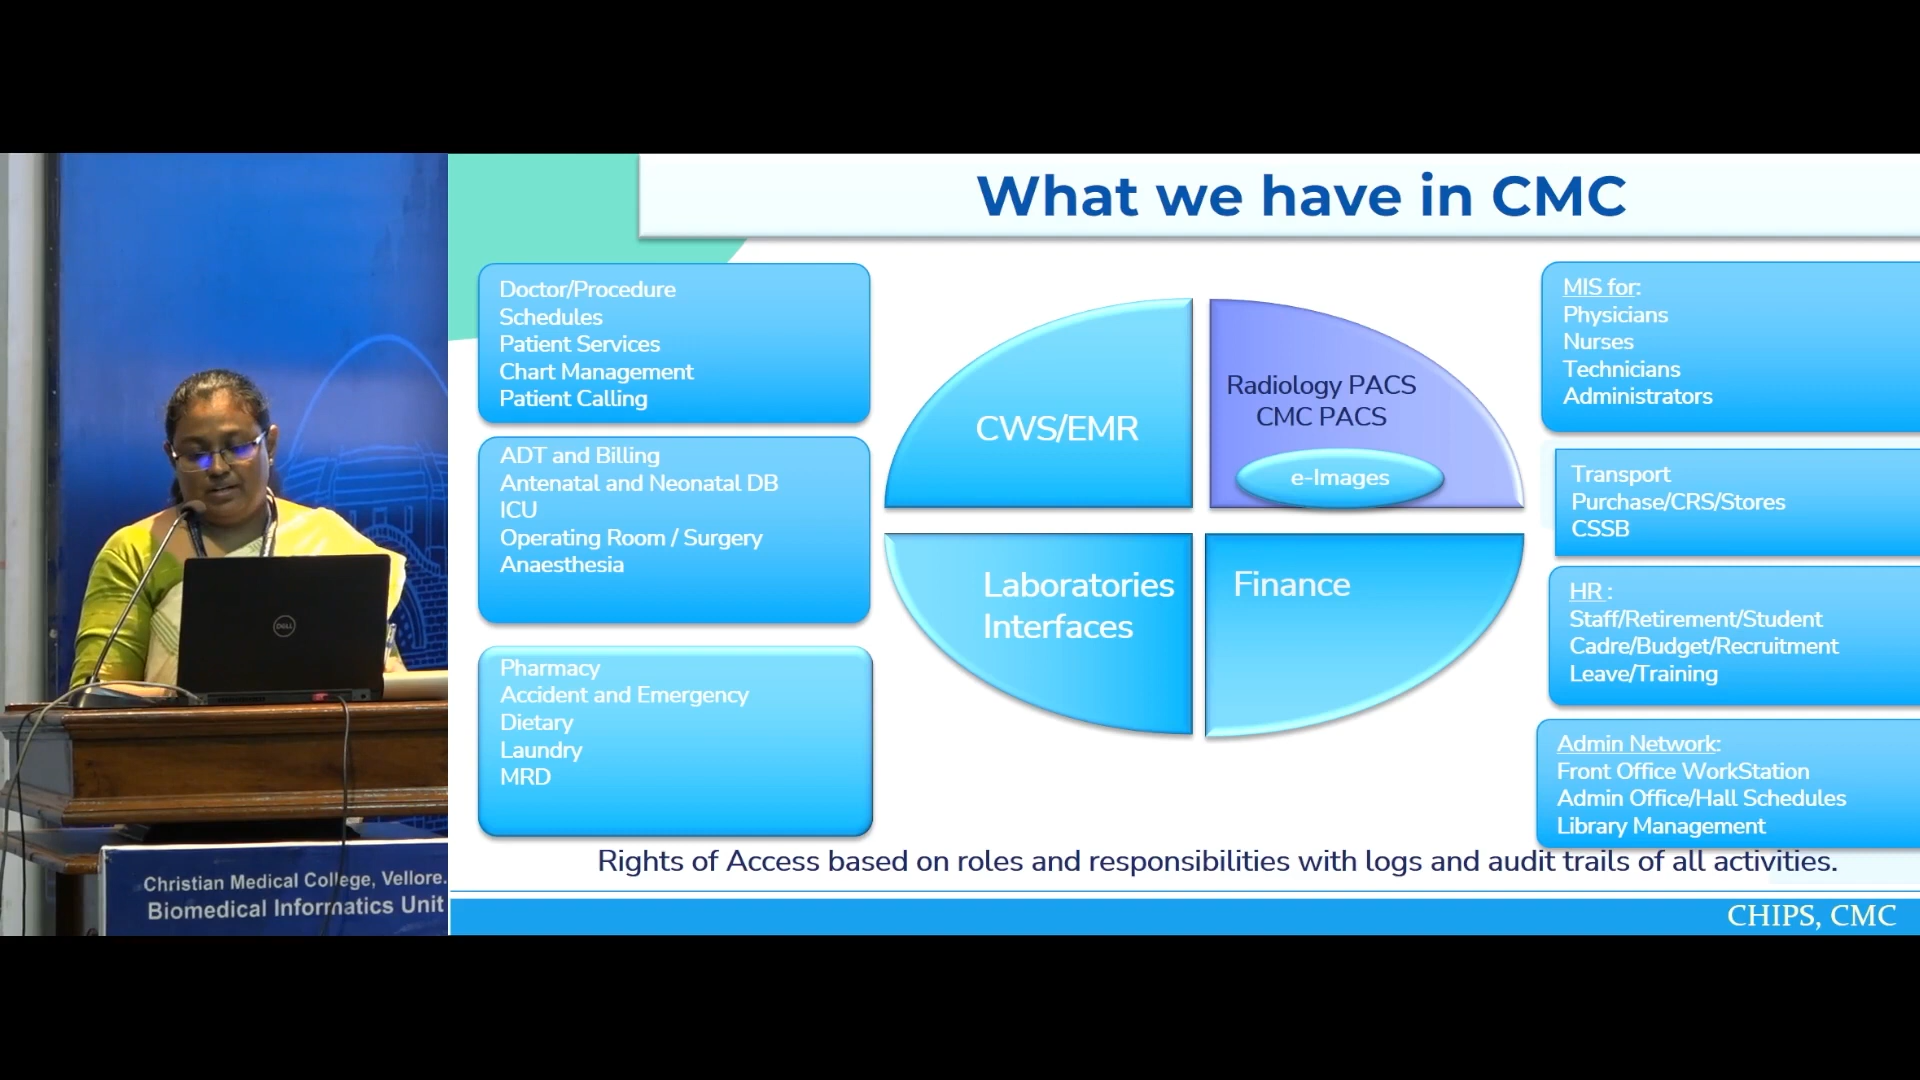 What we have in CMC
Doctor/Procedure
Schedules
Patient Services
Chart Management
Patient Calling
ADT and Billing
Antenatal and Neonatal DB
ICU
Operating Room / Surgery
Anaesthesia
Pharmacy
Accident and Emergency
Dietary
Laundry
MRD
CWS/EMR
Radiology PACS
CMC PACS
e-Images
Laboratories
Interfaces
Finance
MIS for:
Physicians
Nurses
Technicians
Administrators
Transport
Purchase/CRS/Stores
CSSB
HR :
Staff/Retirement/Student
Cadre/Budget/Recruitment
Leave/Training
Admin Network:
Front Office WorkStation
Admin Office/Hall Schedules
Library Management
Rights of Access based on roles and responsibilities with logs and audit trails of all activities.
CHIPS, CMC
DELL
Christian Medical College, Vellore.
Biomedical Informatics Unit